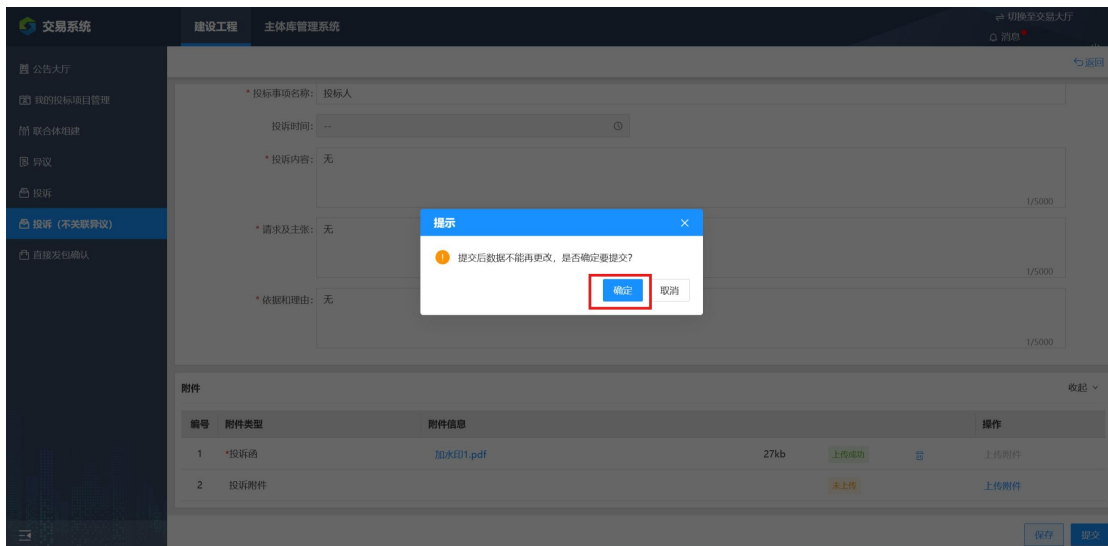 交易系统
建设工程 主体库管理系统
切换至交易大厅
消息
公告大厅
返回
我的投标项目管理
* 投标事项名称: 投标人
联合体组建
投诉时间: --
异议
* 投诉内容: 无
投诉
1/5000
投诉（不关联异议）
* 请求及主张: 无
提示
直接发包确认
提交后数据不能再更改，是否确定要提交?
1/5000
确定 取消
* 依据和理由: 无
1/5000
附件 收起
编号 附件类型 附件信息 操作
1 *投诉函 加水印1.pdf 27kb 上传成功 上传附件
2 投诉附件 未上传 上传附件
保存 提交